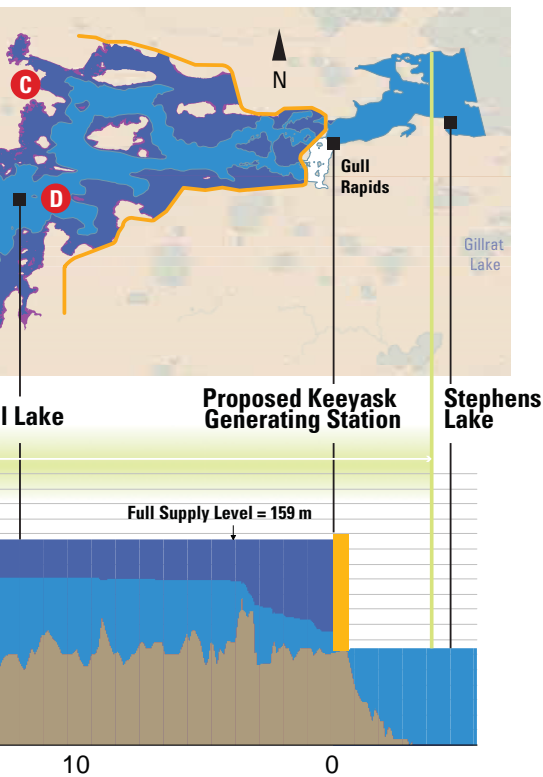 C
N
Gull
Rapids
D
Gillrat
Lake
l Lake
Proposed Keeyask
Generating Station
Stephens
Lake
Full Supply Level = 159 m
10
0